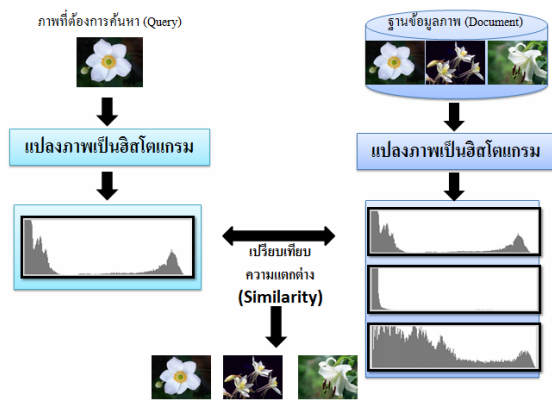 ภาพที่ต้องการค้นหา (Query)
ฐานข้อมูลภาพ (Document)
แปลงภาพเป็นฮิสโตแกรม
แปลงภาพเป็นฮิสโตแกรม
เปรียบเทียบ
ความแตกต่าง
(Similarity)